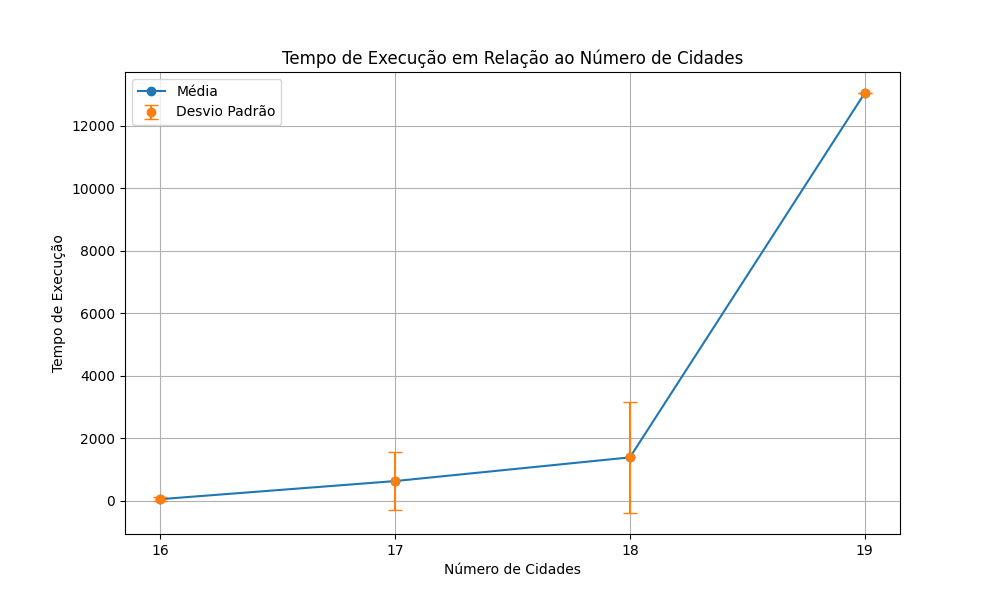 Tempo de Execução em Relação ao Número de Cidades
Média
Desvio Padrão
12000
10000
8000
6000
4000
2000
0
Tempo de Execução
16
17
18
19
Número de Cidades